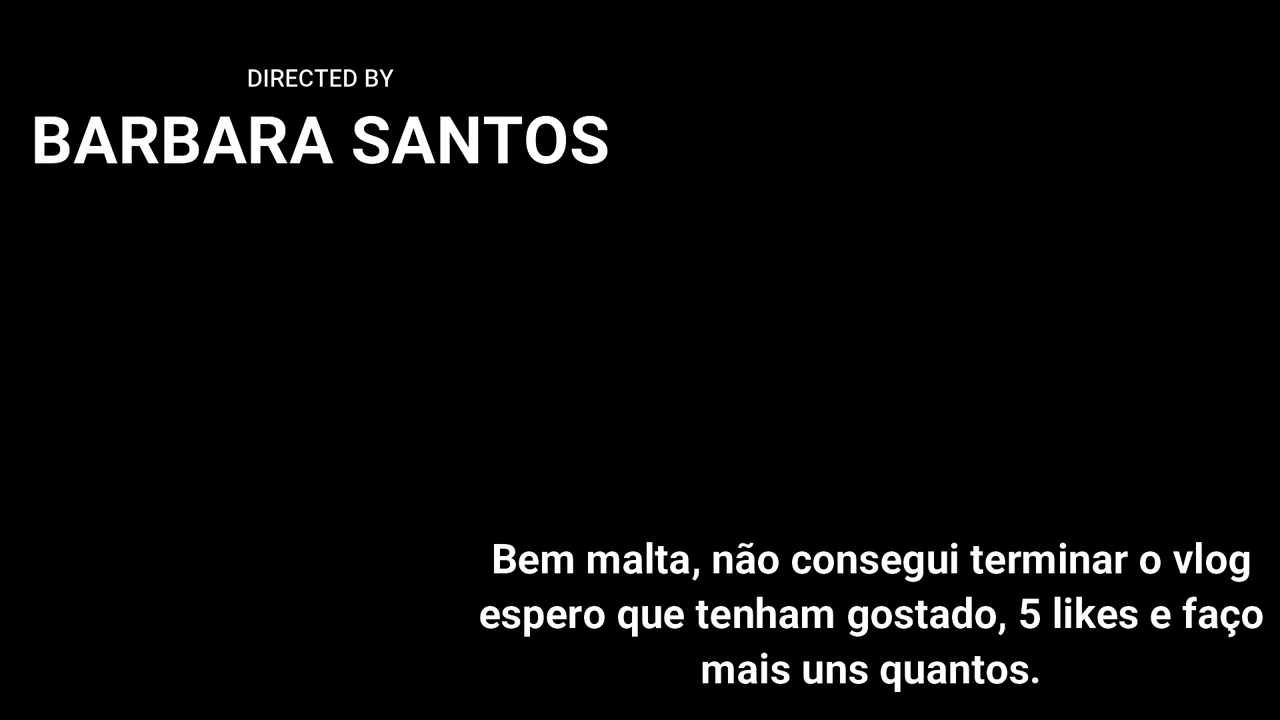 DIRECTED BY
BARBARA SANTOS
Bem malta, não consegui terminar o vlog
espero que tenham gostado, 5 likes e faço
mais uns quantos.